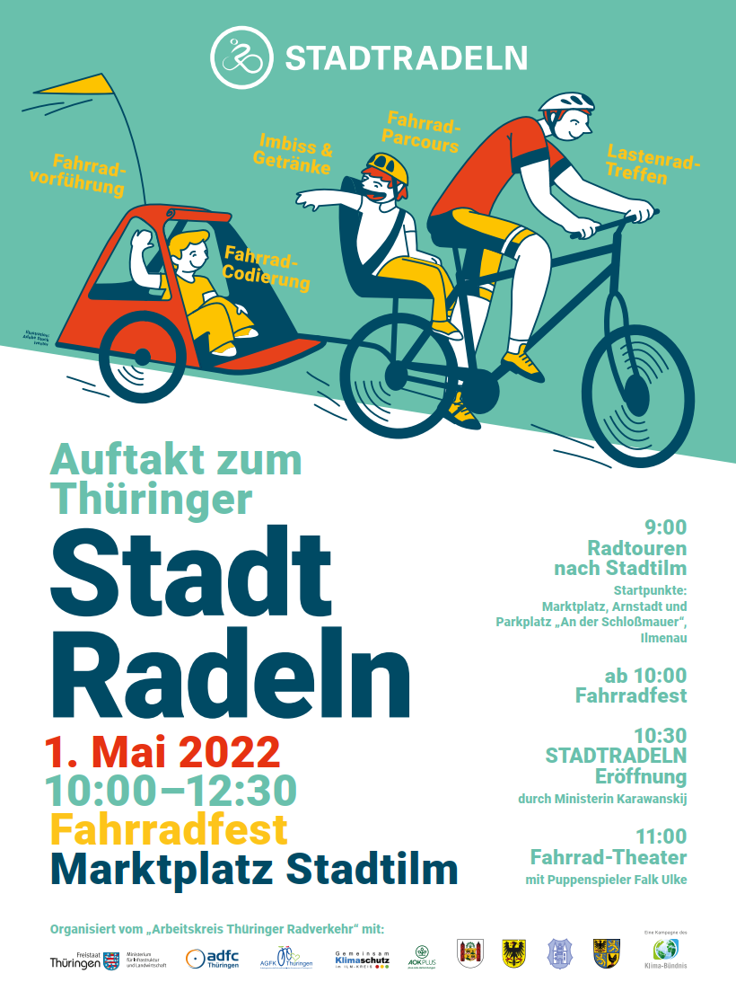 STADTRADELN
Fahrrad-
Parcours
Imbiss &
Getränke
Lastenrad-
Treffen
Fahrrad-
vorführung
Fahrrad-
Codierung
Illustration:
Adobe Stock
Auftakt zum
Thüringer
Stadt
Radeln
1. Mai 2022
10:00–12:30
Fahrradfest
Marktplatz Stadtilm
9:00
Radtouren
nach Stadtilm
Startpunkte:
Marktplatz, Arnstadt und
Parkplatz „An der Schloßmauer“,
Ilmenau
ab 10:00
Fahrradfest
10:30
STADTRADELN
Eröffnung
durch Ministerin Karawanskij
11:00
Fahrrad-Theater
mit Puppenspieler Falk Ulke
Organisiert vom „Arbeitskreis Thüringer Radverkehr“ mit:
Freistaat
Thüringen
Ministerium
für Infrastruktur
und Landwirtschaft
adfc
Thüringen
AGFK Thüringen
Gemeinsam
Klimaschutz
IM ILM-KREIS
AOK PLUS
Eine Kampagne des
Klima-Bündnis